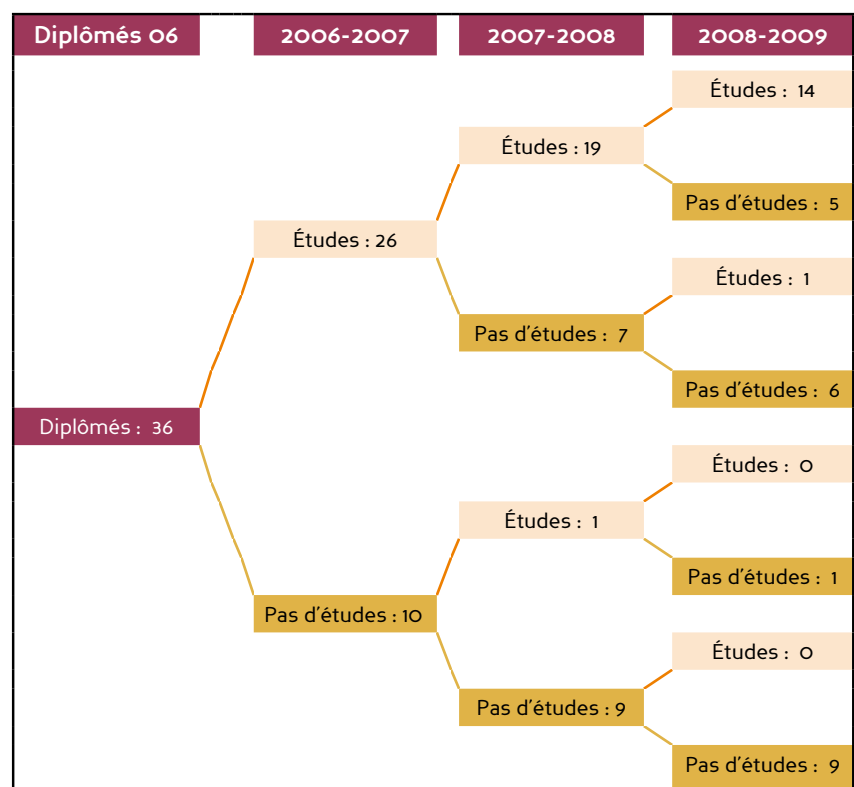 Diplômés 06 2006-2007 2007-2008 2008-2009
Études : 14
Études : 19
Pas d'études : 5
Études : 26
Études : 1
Pas d'études : 7
Pas d'études : 6
Diplômés : 36
Études : 0
Études : 1
Pas d'études : 1
Pas d'études : 10
Études : 0
Pas d'études : 9
Pas d'études : 9